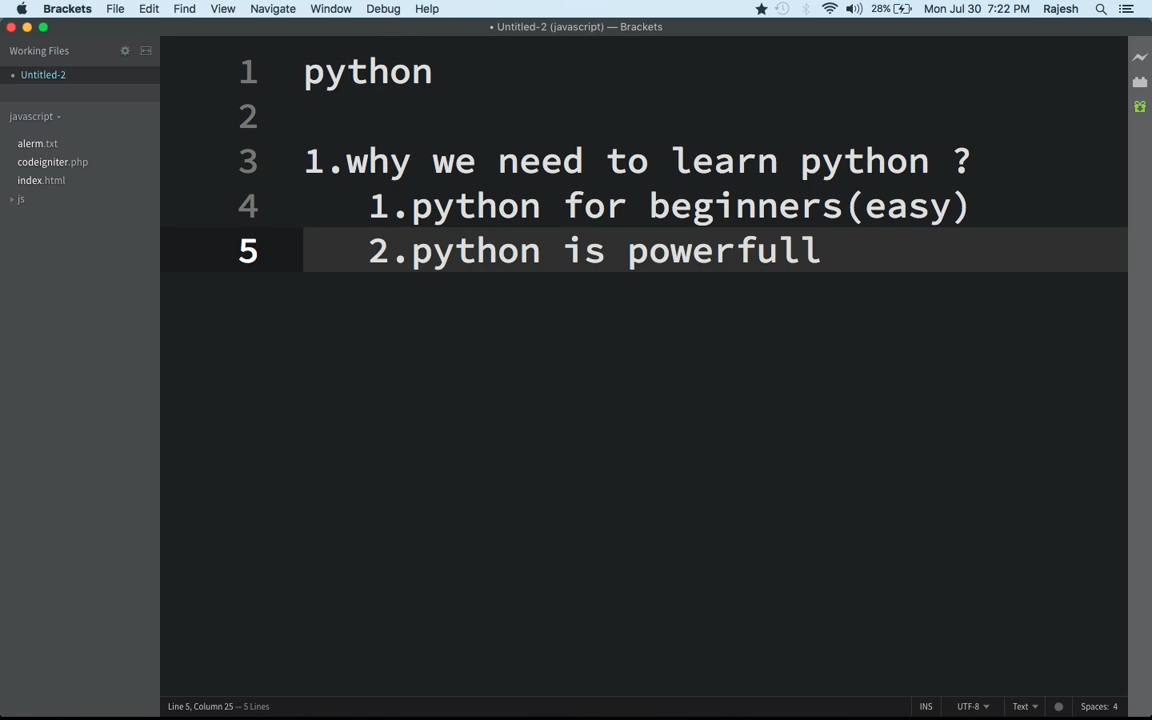 Brackets File Edit Find View Navigate Window Debug Help 28% Mon Jul 30 7:22 PM Rajesh
• Untitled-2 (javascript) — Brackets
Working Files
• Untitled-2
javascript
alerm.txt
codeigniter.php
index.html
js
1 python
2
3 1.why we need to learn python ?
4 1.python for beginners(easy)
5 2.python is powerfull
Line 5, Column 25 — 5 Lines INS UTF-8 Text Spaces: 4